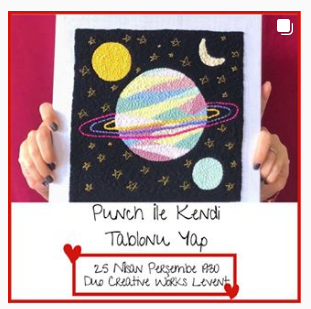 Punch ile Kendi
Tablonu Yap
25 Nisan Perşembe 19:30
Duo Creative Works Levent